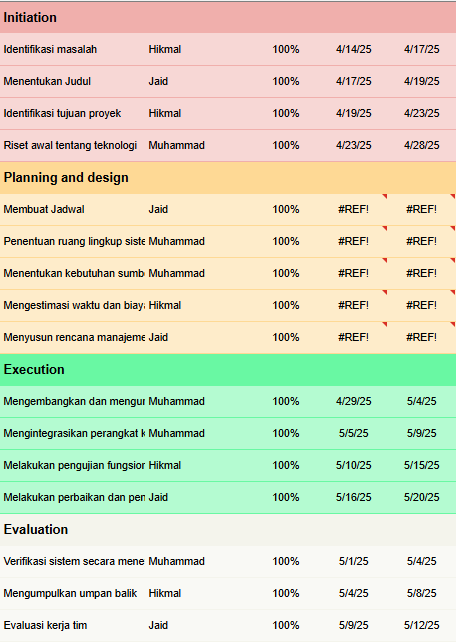 Initiation
Identifikasi masalah Hikmal 100% 4/14/25 4/17/25
Menentukan Judul Jaid 100% 4/17/25 4/19/25
Identifikasi tujuan proyek Hikmal 100% 4/19/25 4/23/25
Riset awal tentang teknologi Muhammad 100% 4/23/25 4/28/25
Planning and design
Membuat Jadwal Jaid 100% #REF! #REF!
Penentuan ruang lingkup siste Muhammad 100% #REF! #REF!
Menentukan kebutuhan sumb Muhammad 100% #REF! #REF!
Mengestimasi waktu dan biaya Hikmal 100% #REF! #REF!
Menyusun rencana manajeme Jaid 100% #REF! #REF!
Execution
Mengembangkan dan mengur Muhammad 100% 4/29/25 5/4/25
Mengintegrasikan perangkat k Muhammad 100% 5/5/25 5/9/25
Melakukan pengujian fungsion Hikmal 100% 5/10/25 5/15/25
Melakukan perbaikan dan pen Jaid 100% 5/16/25 5/20/25
Evaluation
Verifikasi sistem secara mene Muhammad 100% 5/1/25 5/4/25
Mengumpulkan umpan balik Hikmal 100% 5/4/25 5/8/25
Evaluasi kerja tim Jaid 100% 5/9/25 5/12/25